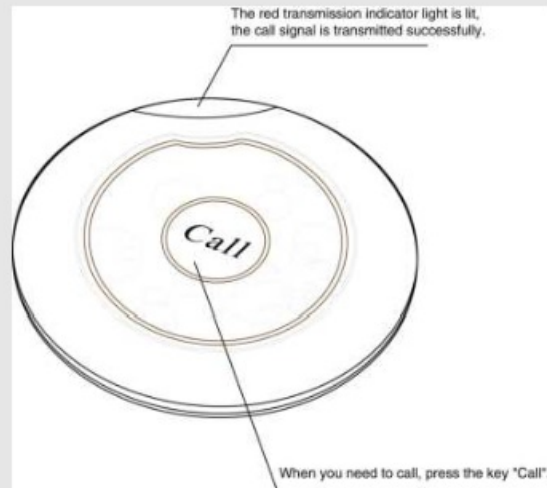 The red transmission indicator light is lit,
the call signal is transmitted successfully.
Call
When you need to call, press the key "Call"